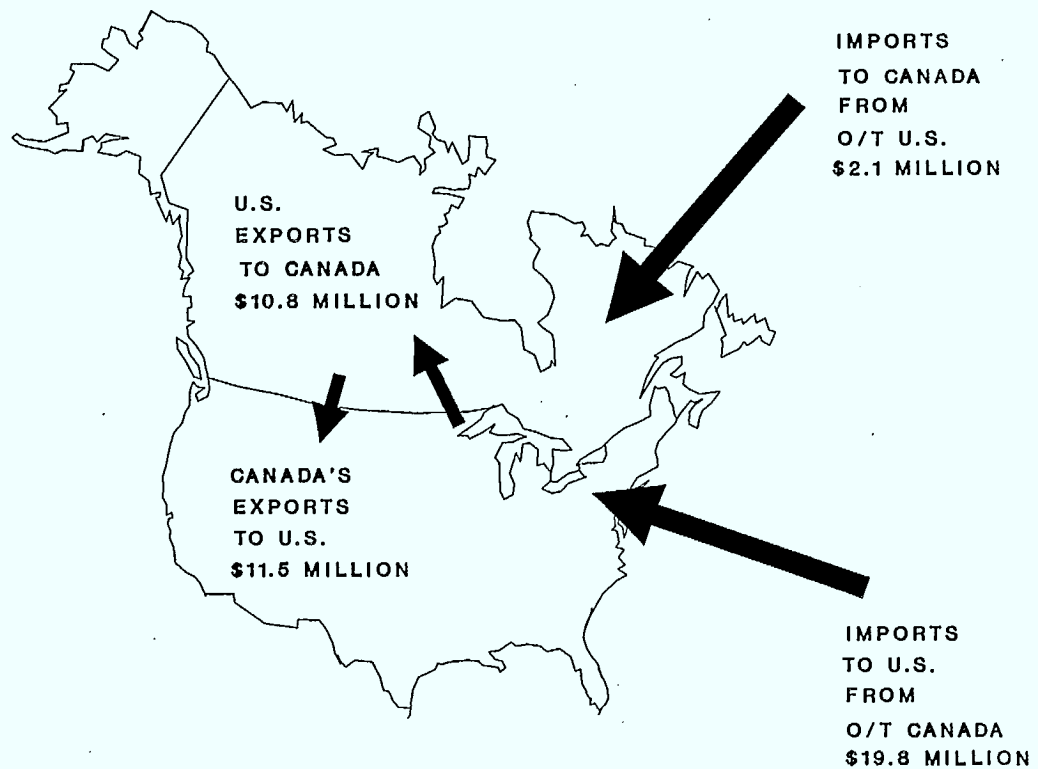 IMPORTS
TO CANADA
FROM
O/T U.S.
$2.1 MILLION
U.S.
EXPORTS
TO CANADA
$10.8 MILLION
CANADA'S
EXPORTS
TO U.S.
$11.5 MILLION
IMPORTS
TO U.S.
FROM
O/T CANADA
$19.8 MILLION